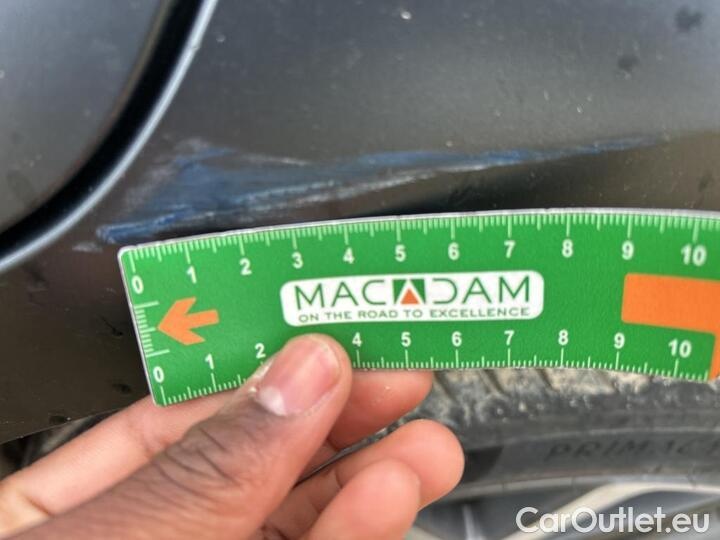 0 1 2 3 4 5 6 7 8 9 10
MACADAM
ON THE ROAD TO EXCELLENCE
0 1 2 4 5 6 7 8 9 10
PRIMACY
CarOutlet.eu